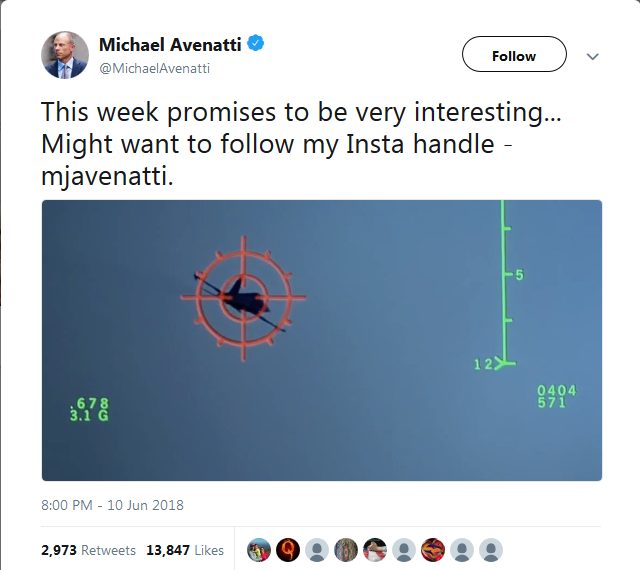 Michael Avenatti
@MichaelAvenatti
Follow
This week promises to be very interesting...
Might want to follow my Insta handle -
mjavenatti.
5
12
.678
3.1 G
0404
571
8:00 PM - 10 Jun 2018
2,973 Retweets 13,847 Likes
Q